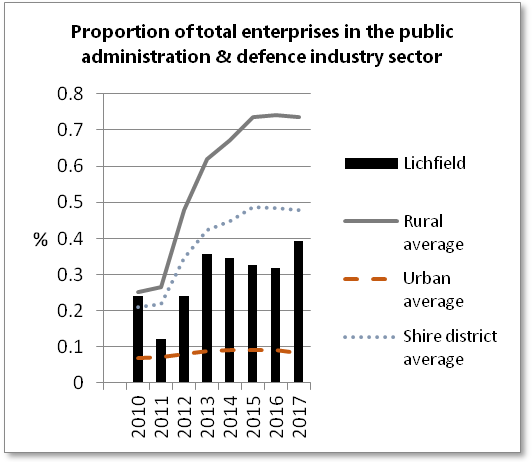 Proportion of total enterprises in the public
administration & defence industry sector
0.8
0.7
0.6
0.5
0.4
0.3
0.2
0.1
0
%
2010
2011
2012
2013
2014
2015
2016
2017
Lichfield
Rural
average
Urban
average
Shire district
average